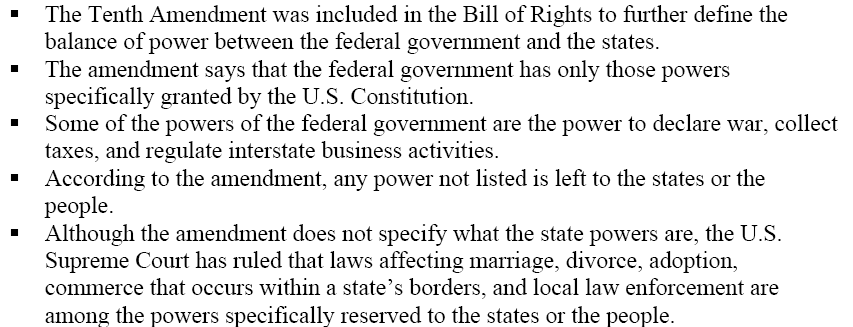 ▪ The Tenth Amendment was included in the Bill of Rights to further define the
balance of power between the federal government and the states.
▪ The amendment says that the federal government has only those powers
specifically granted by the U.S. Constitution.
▪ Some of the powers of the federal government are the power to declare war, collect
taxes, and regulate interstate business activities.
▪ According to the amendment, any power not listed is left to the states or the
people.
▪ Although the amendment does not specify what the state powers are, the U.S.
Supreme Court has ruled that laws affecting marriage, divorce, adoption,
commerce that occurs within a state’s borders, and local law enforcement are
among the powers specifically reserved to the states or the people.